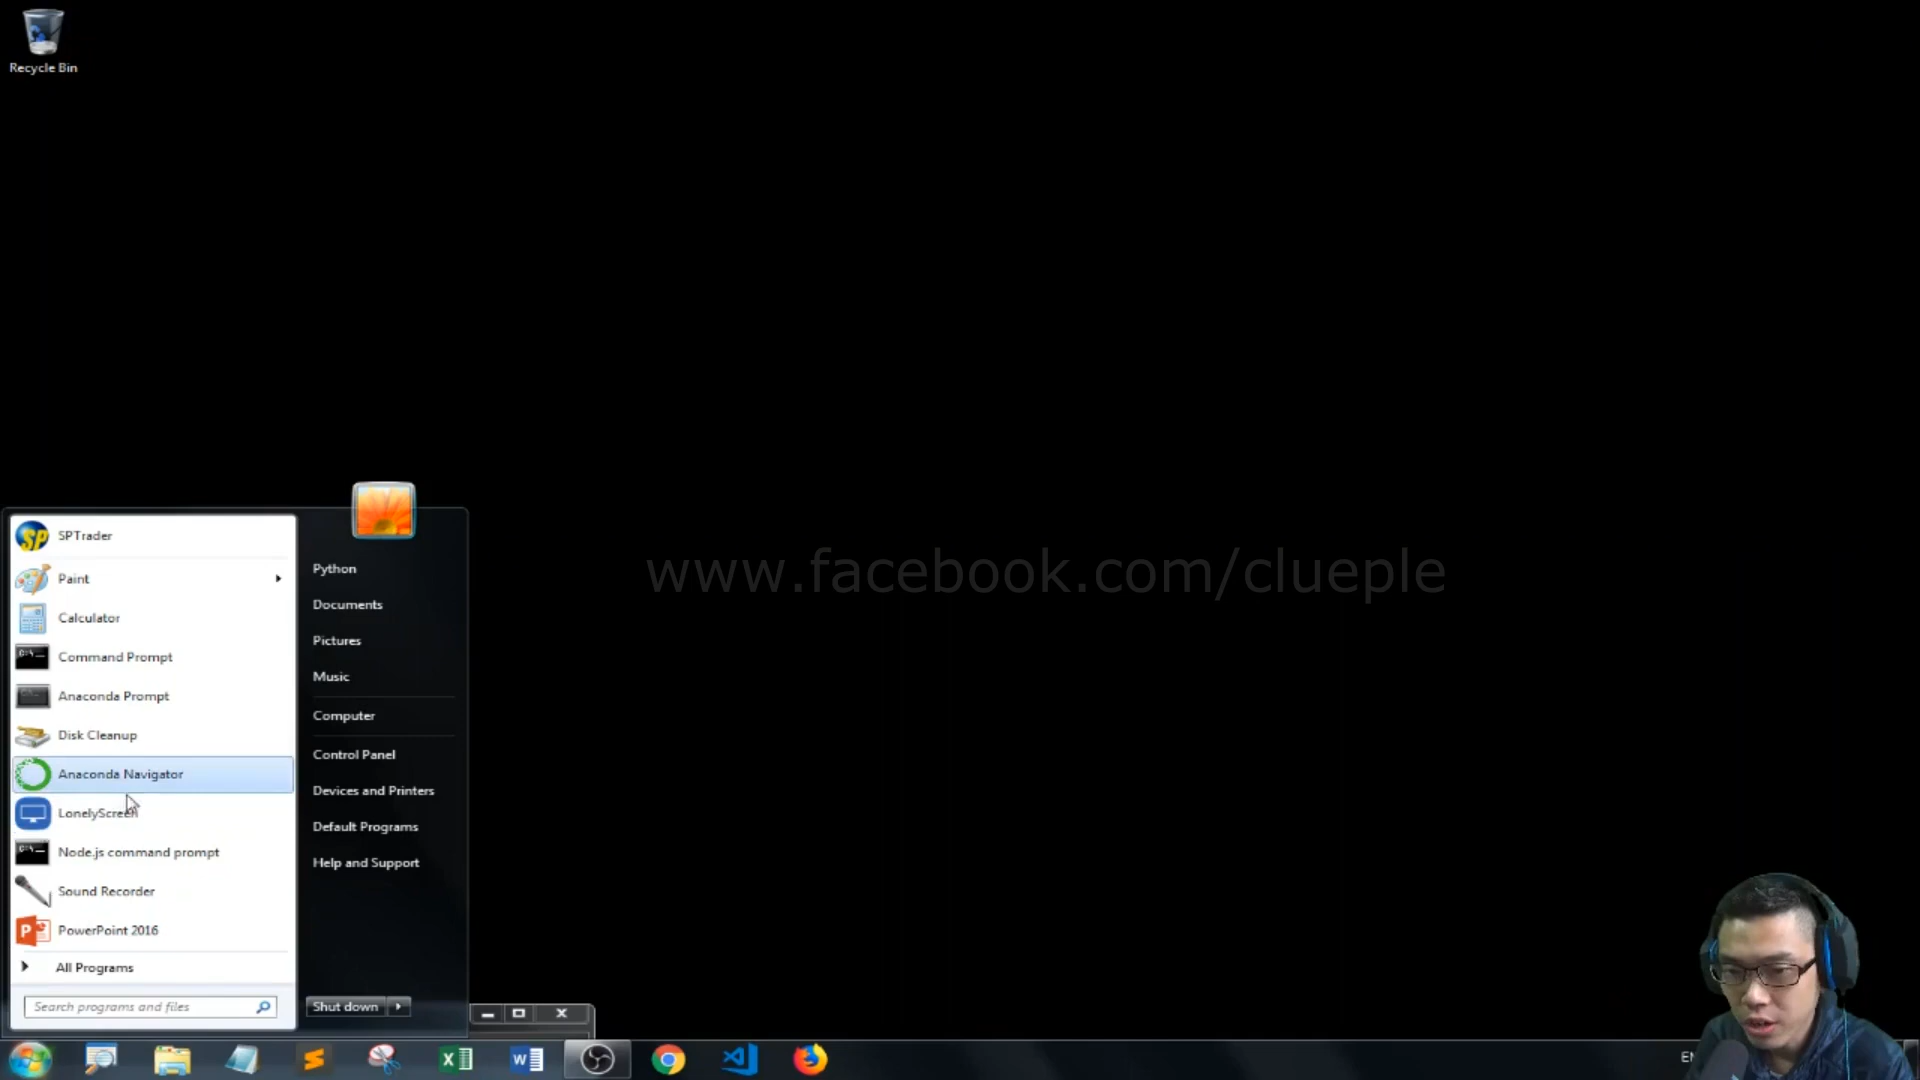 Recycle Bin
SPTrader
Paint
Calculator
Command Prompt
Anaconda Prompt
Disk Cleanup
Anaconda Navigator
LonelyScreen
Node.js command prompt
Sound Recorder
PowerPoint 2016
All Programs
Search programs and files
Python
Documents
Pictures
Music
Computer
Control Panel
Devices and Printers
Default Programs
Help and Support
Shut down
www.facebook.com/clueple